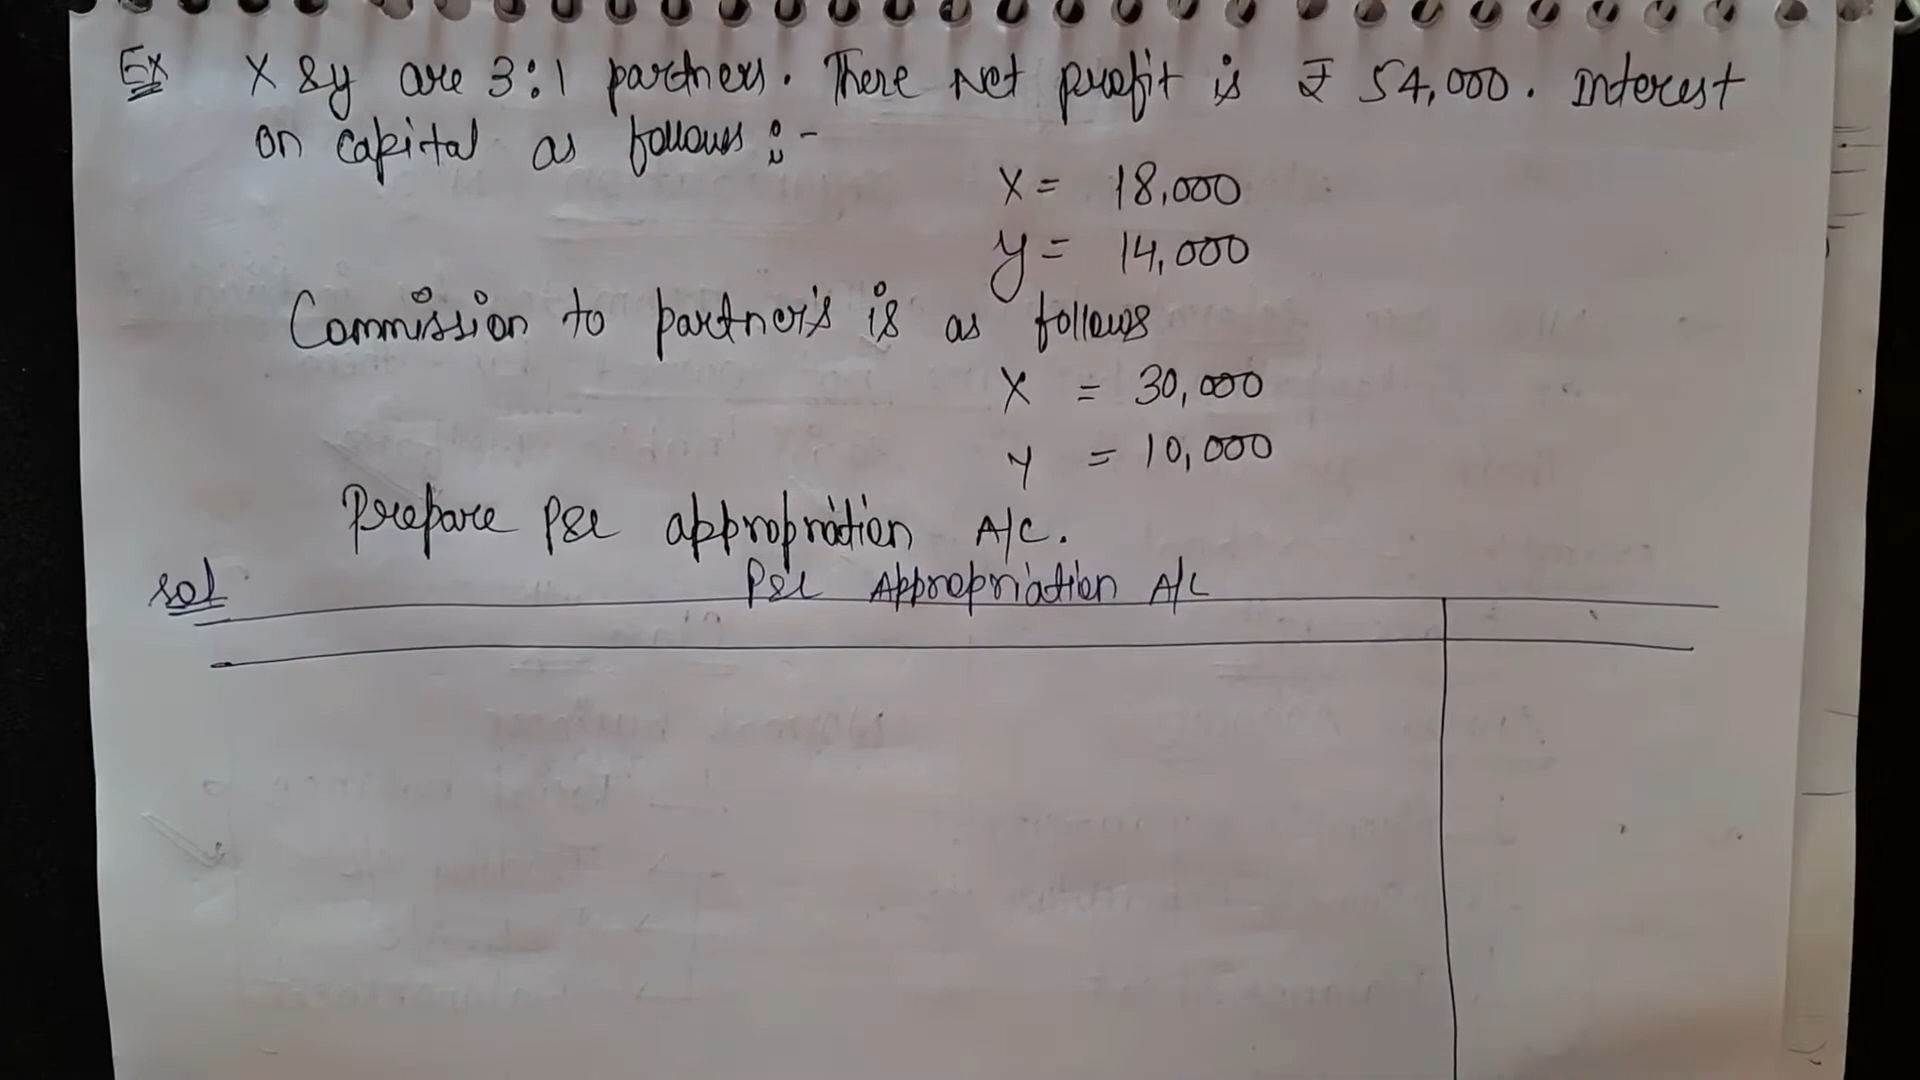 Ex X & y are 3:1 partners. There Net profit is ₹ 54,000. Interest
on capital as follows :-
X = 18,000
y = 14,000
Commission to partner's is as follows
X = 30,000
Y = 10,000
Prepare P&L appropriation A/C.
Sol P&L Appropriation A/C